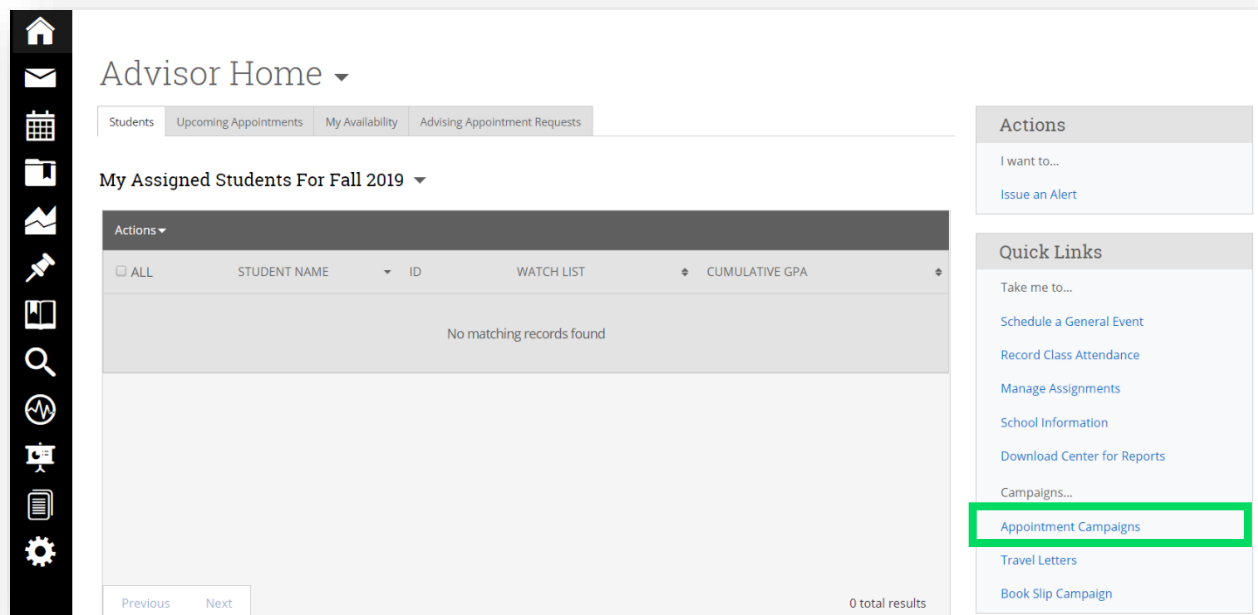 Advisor Home
Students Upcoming Appointments My Availability Advising Appointment Requests
My Assigned Students For Fall 2019
Actions
ALL STUDENT NAME ID WATCH LIST CUMULATIVE GPA
No matching records found
Previous Next 0 total results
Actions
I want to...
Issue an Alert
Quick Links
Take me to...
Schedule a General Event
Record Class Attendance
Manage Assignments
School Information
Download Center for Reports
Campaigns...
Appointment Campaigns
Travel Letters
Book Slip Campaign